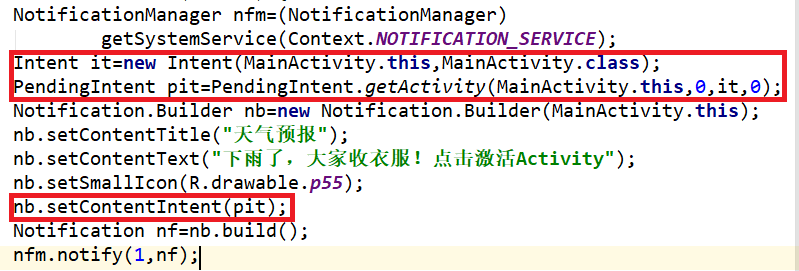 NotificationManager nfm=(NotificationManager)
getSystemService(Context.NOTIFICATION_SERVICE);
Intent it=new Intent(MainActivity.this,MainActivity.class);
PendingIntent pit=PendingIntent.getActivity(MainActivity.this,0,it,0);
Notification.Builder nb=new Notification.Builder(MainActivity.this);
nb.setContentTitle("天气预报");
nb.setContentText("下雨了，大家收衣服！点击激活Activity");
nb.setSmallIcon(R.drawable.p55);
nb.setContentIntent(pit);
Notification nf=nb.build();
nfm.notify(1,nf);